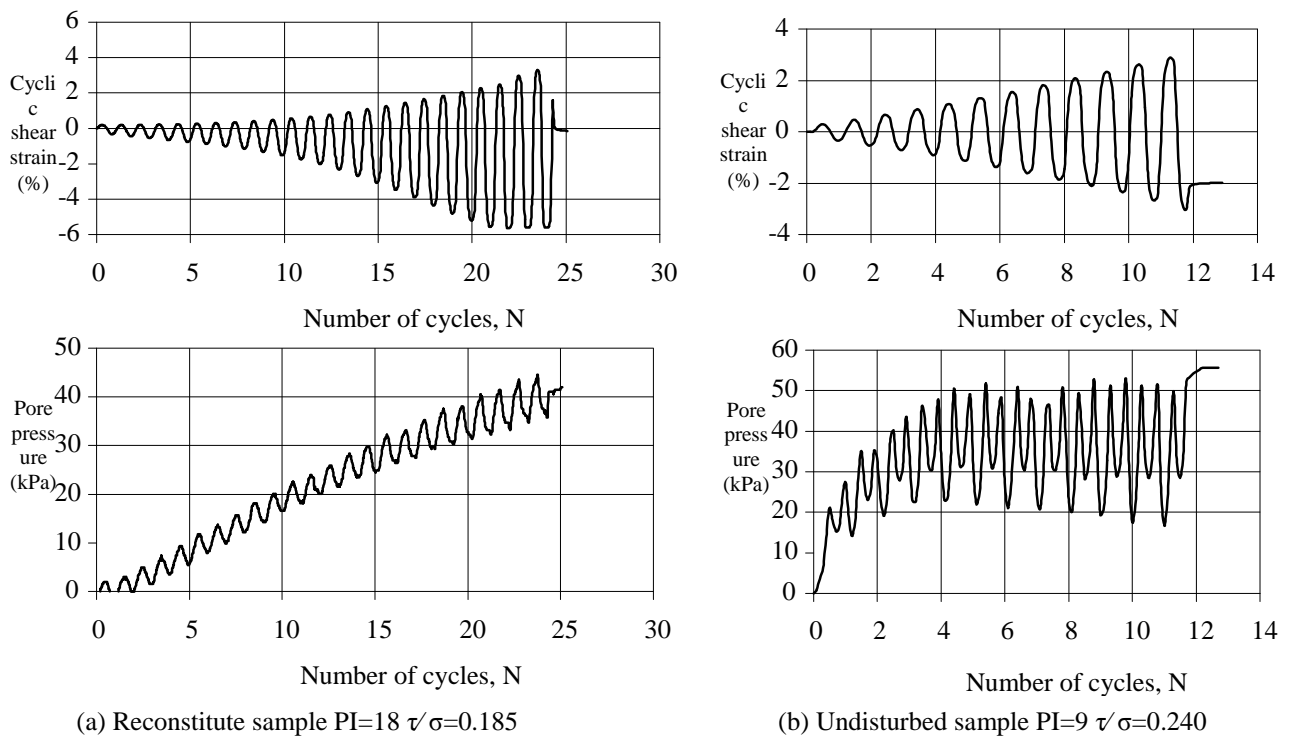 6
4
2
0
-2
-4
-6
Cycli
c
shear
strain
(%)
0 5 10 15 20 25 30
Number of cycles, N
4
2
0
-2
-4
Cycli
c
shear
strain
(%)
0 2 4 6 8 10 12 14
Number of cycles, N
50
40
30
20
10
0
Pore
press
ure
(kPa)
0 5 10 15 20 25 30
Number of cycles, N
60
50
40
30
20
10
0
Pore
press
ure
(kPa)
0 2 4 6 8 10 12 14
Number of cycles, N
(a) Reconstitute sample PI=18 τ/σ=0.185
(b) Undisturbed sample PI=9 τ/σ=0.240